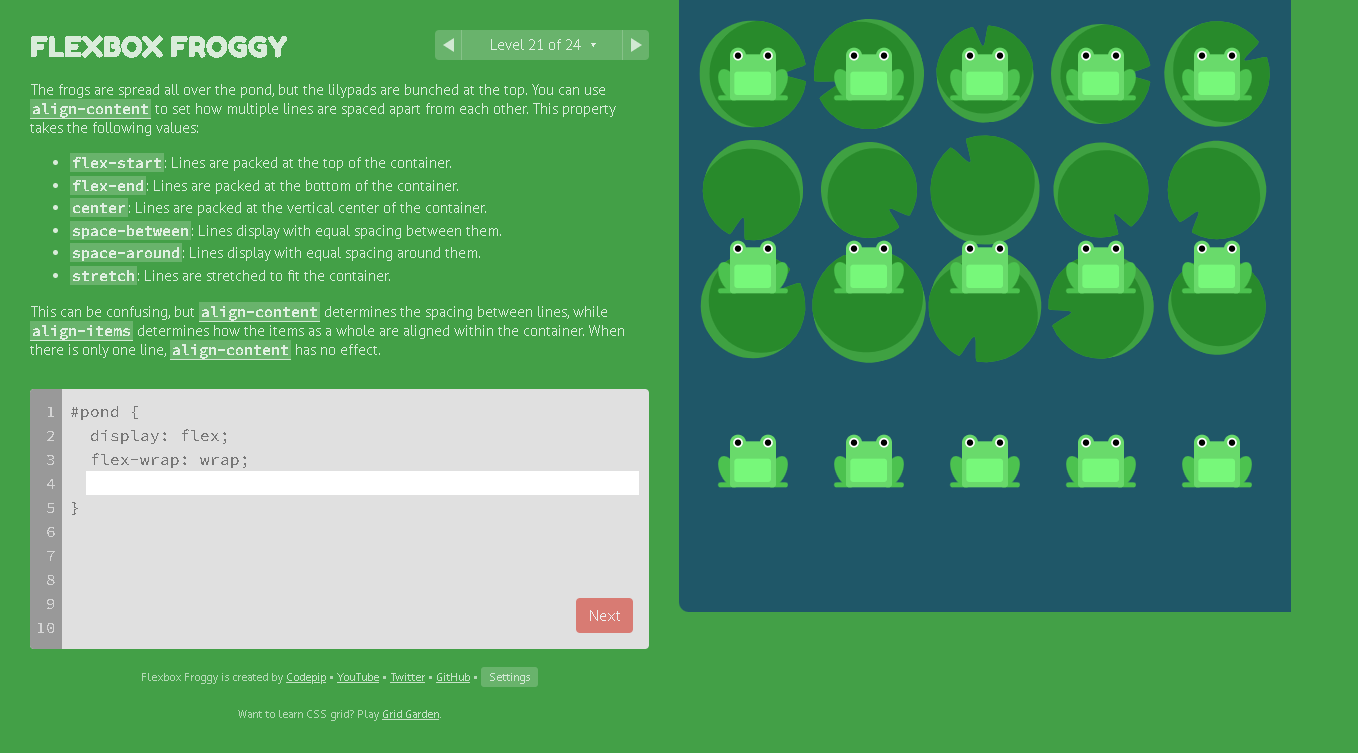 FLEXBOX FROGGY
Level 21 of 24 ▼
The frogs are spread all over the pond, but the lilypads are bunched at the top. You can use
align-content to set how multiple lines are spaced apart from each other. This property
takes the following values:
• flex-start: Lines are packed at the top of the container.
• flex-end: Lines are packed at the bottom of the container.
• center: Lines are packed at the vertical center of the container.
• space-between: Lines display with equal spacing between them.
• space-around: Lines display with equal spacing around them.
• stretch: Lines are stretched to fit the container.
This can be confusing, but align-content determines the spacing between lines, while
align-items determines how the items as a whole are aligned within the container. When
there is only one line, align-content has no effect.
1 #pond {
2 display: flex;
3 flex-wrap: wrap;
4
5 }
6
7
8
9
10
Next
Flexbox Froggy is created by Codepip • YouTube • Twitter • GitHub • Settings
Want to learn CSS grid? Play Grid Garden.